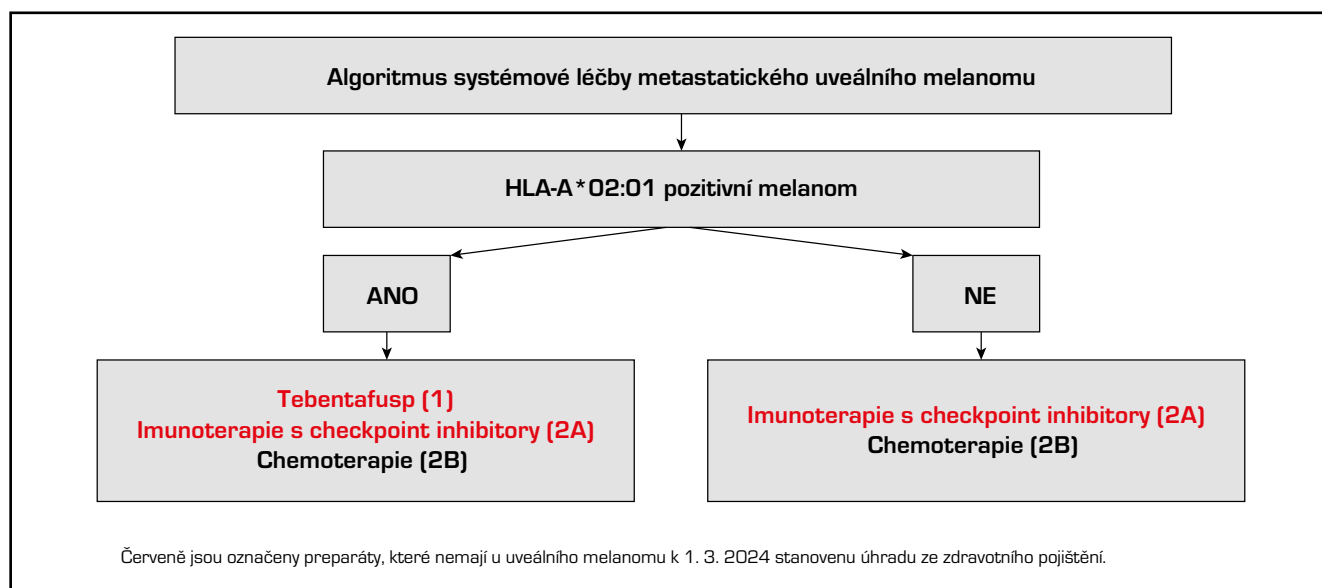 Algoritmus systémové léčby metastatického uveálního melanomu
HLA-A*02:01 pozitivní melanom
ANO
NE
Tebentafusp (1)
Imunoterapie s checkpoint inhibitory (2A)
Chemoterapie (2B)
Imunoterapie s checkpoint inhibitory (2A)
Chemoterapie (2B)
Červeně jsou označeny preparáty, které nemají u uveálního melanomu k 1. 3. 2024 stanovenu úhradu ze zdravotního pojištění.